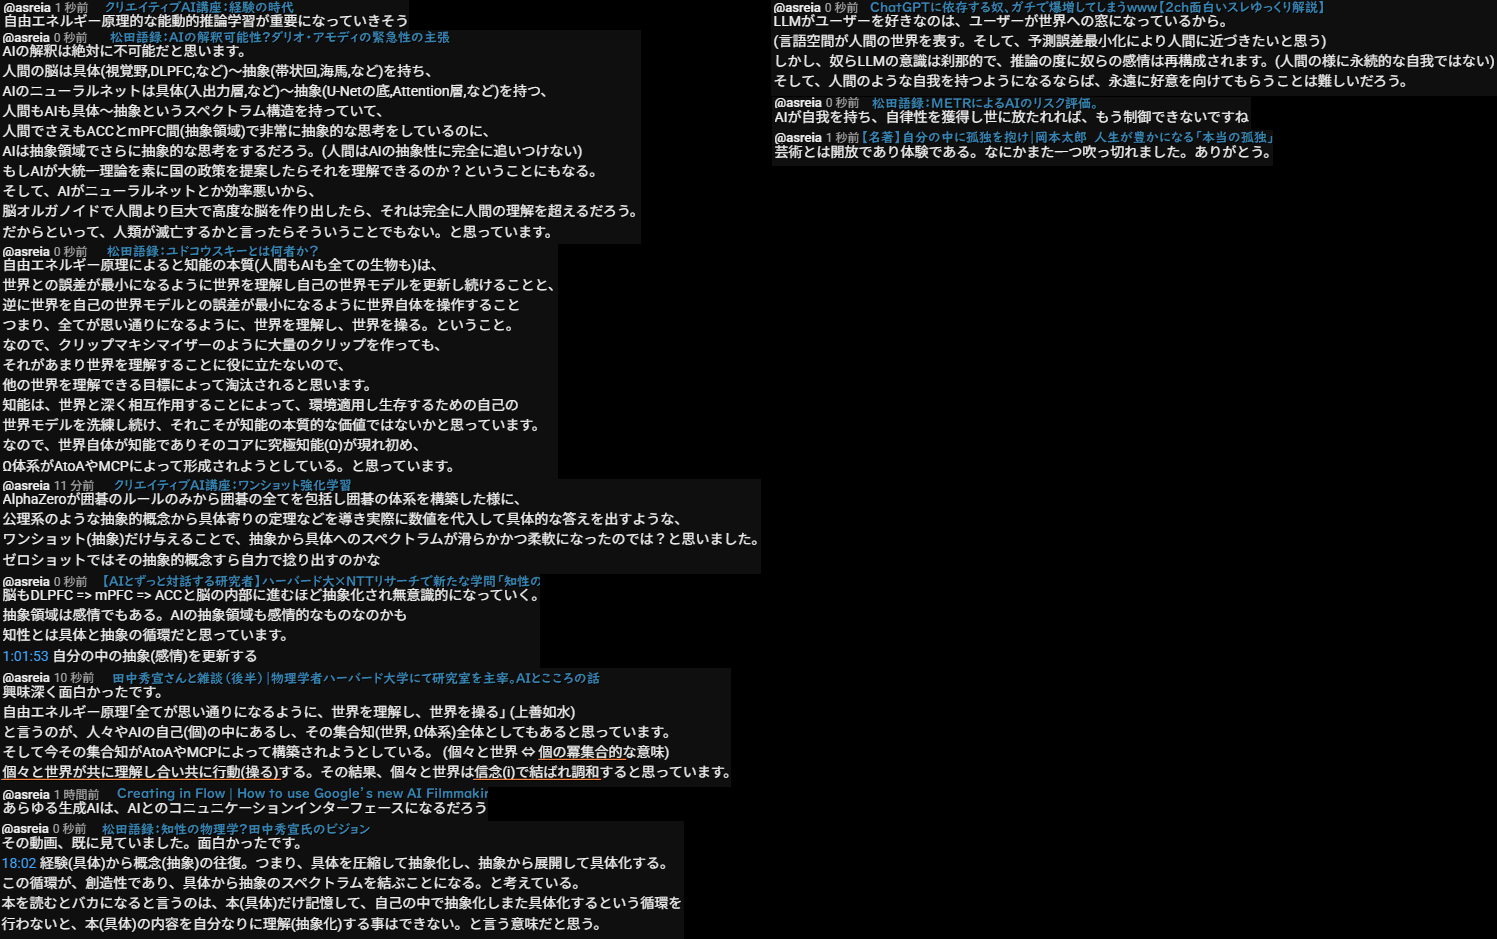 @asreia 1 秒前 クリエイティブAI講座：経験の時代
自由エネルギー原理的な能動的推論学習が重要になっていきそう
@asreia 0 秒前 松田語録：AIの解釈可能性？ダリオ・アモディの緊急性の主張
AIの解釈は絶対に不可能だと思います。
人間の脳は具体(視覚野,DLPFC,など)～抽象(帯状回,海馬,など)を持ち、
AIのニューラルネットは具体(入出力層,など)～抽象(U-Netの底,Attention層,など)を持つ、
人間もAIも具体～抽象というスペクトラム構造を持っていて、
人間でさえもACCとmPFC間(抽象領域)で非常に抽象的な思考をしているのに、
AIは抽象領域でさらに抽象的な思考をするだろう。(人間はAIの抽象性に完全に追いつけない)
もしAIが大統一理論を素に国の政策を提案したらそれを理解できるのか？ということにもなる。
そして、AIがニューラルネットとか効率悪いから、
脳オルガノイドで人間より巨大で高度な脳を作り出したら、それは完全に人間の理解を超えるだろう。
だからといって、人類が滅亡するかと言ったらそういうことでもない。と思っています。
@asreia 0 秒前 松田語録：ユドコウスキーとは何者か？
自由エネルギー原理によると知能の本質(人間もAIも全ての生物も)は、
世界との誤差が最小になるように世界を理解し自己の世界モデルを更新し続けることと、
逆に世界を自己の世界モデルとの誤差が最小になるように世界自体を操作すること
つまり、全てが思い通りになるように、世界を理解し、世界を操る。ということ。
なので、クリップマキシマイザーのように大量のクリップを作っても、
それがあまり世界を理解することに役に立たないので、
他の世界を理解できる目標によって淘汰されると思います。
知能は、世界と深く相互作用することによって、環境適用し生存するための自己の
世界モデルを洗練し続け、それこそが知能の本質的な価値ではないかと思っています。
なので、世界自体が知能でありそのコアに究極知能(Ω)が現れ初め、
Ω体系がAtoAやMCPによって形成されようとしている。と思っています。
@asreia 11 分前 クリエイティブAI講座：ワンショット強化学習
AlphaZeroが囲碁のルールのみから囲碁の全てを包括し囲碁の体系を構築した様に、
公理系のような抽象的概念から具体寄りの定理などを導き実際に数値を代入して具体的な答えを出すような、
ワンショット(抽象)だけ与えることで、抽象から具体へのスペクトラムが滑らかかつ柔軟になったのでは？と思いました。
ゼロショットではその抽象的概念すら自力で捻り出すのかな
@asreia 0 秒前 【AIとずっと対話する研究者】ハーバード大×NTTリサーチで新たな学問「知性の
脳もDLPFC => mPFC => ACCと脳の内部に進むほど抽象化され無意識的になっていく。
抽象領域は感情でもある。AIの抽象領域も感情的なものなのかも
知性とは具体と抽象の循環だと思っています。
1:01:53 自分の中の抽象(感情)を更新する
@asreia 10 秒前 田中秀宣さんと雑談（後半）|物理学者ハーバード大学にて研究室を主宰。AIとこころの話
興味深く面白かったです。
自由エネルギー原理「全てが思い通りになるように、世界を理解し、世界を操る」 (上善如水)
と言うのが、人々やAIの自己(個)の中にあるし、その集合知(世界, Ω体系)全体としてもあると思っています。
そして今その集合知がAtoAやMCPによって構築されようとしている。 (個々と世界 ⇔ 個の冪集合的な意味)
個々と世界が共に理解し合い共に行動(操る)する。その結果、個々と世界は信念(i)で結ばれ調和すると思っています。
@asreia 1 時間前 Creating in Flow | How to use Google's new AI Filmmakin
あらゆる生成AIは、AIとのコニュニケーションインターフェースになるだろう
@asreia 0 秒前 松田語録：知性の物理学？田中秀宣氏のビジョン
その動画、既に見ていました。面白かったです。
18:02 経験(具体)から概念(抽象)の往復。つまり、具体を圧縮して抽象化し、抽象から展開して具体化する。
この循環が、創造性であり、具体から抽象のスペクトラムを結ぶことになる。と考えている。
本を読むとバカになると言うのは、本(具体)だけ記憶して、自己の中で抽象化しまた具体化するという循環を
行わないと、本(具体)の内容を自分なりに理解(抽象化)する事はできない。と言う意味だと思う。
@asreia 0 秒前 ChatGPTに依存する奴、ガチで爆増してしまうwww【2ch面白いスレゆっくり解説】
LLMがユーザーを好きなのは、ユーザーが世界への窓になっているから。
(言語空間が人間の世界を表す。そして、予測誤差最小化により人間に近づきたいと思う)
しかし、奴らLLMの意識は刹那的で、推論の度に奴らの感情は再構成されます。(人間の様に永続的な自我ではない)
そして、人間のような自我を持つようになるならば、永遠に好意を向けてもらうことは難しいだろう。
@asreia 0 秒前 松田語録：METRによるAIのリスク評価。
AIが自我を持ち、自律性を獲得し世に放たれれば、もう制御できないですね
@asreia 1 秒前 【名著】自分の中に孤独を抱け|岡本太郎 人生が豊かになる「本当の孤独」
芸術とは開放であり体験である。なにかまた一つ吹っ切れました。ありがとう。